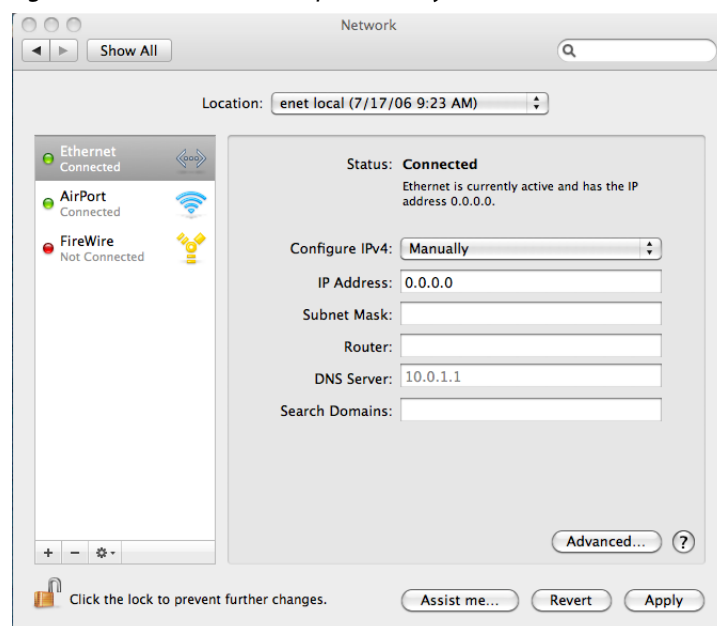 Network
Show All
Location: enet local (7/17/06 9:23 AM)
Ethernet
Connected
AirPort
Connected
FireWire
Not Connected
Status: Connected
Ethernet is currently active and has the IP
address 0.0.0.0.
Configure IPv4: Manually
IP Address: 0.0.0.0
Subnet Mask:
Router:
DNS Server: 10.0.1.1
Search Domains:
Advanced... ?
+ −
Click the lock to prevent further changes.
Assist me... Revert Apply